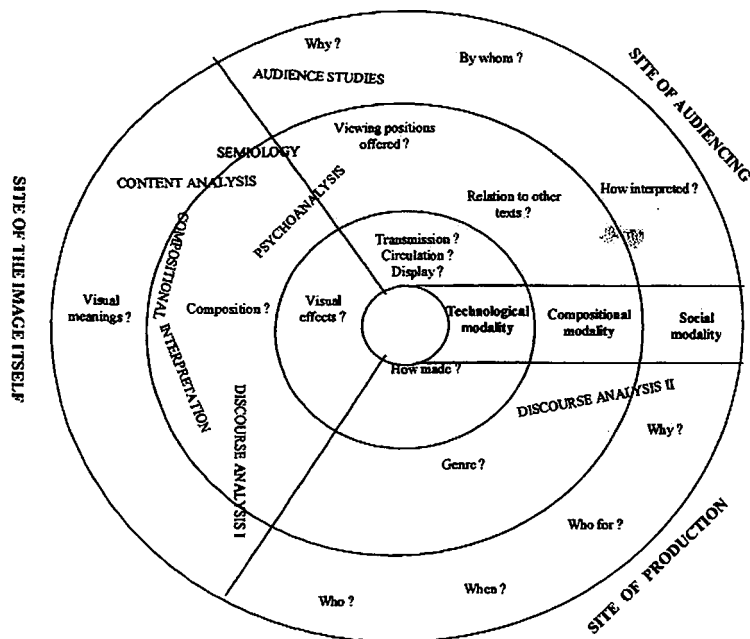 Why ?
By whom ?
AUDIENCE STUDIES
SITE OF AUDIENCING
Viewing positions
offered ?
SEMIOLOGY
CONTENT ANALYSIS
PSYCHOANALYSIS
Relation to other
texts ?
How interpreted ?
SITE OF THE IMAGE ITSELF
COMPOSITIONAL INTERPRETATION
Transmission ?
Circulation ?
Display ?
Visual
meanings ?
Composition ?
Visual
effects ?
Technological
modality
Compositional
modality
Social
modality
How made ?
DISCOURSE ANALYSIS I
DISCOURSE ANALYSIS II
Why ?
Genre ?
Who for ?
SITE OF PRODUCTION
Who ?
When ?